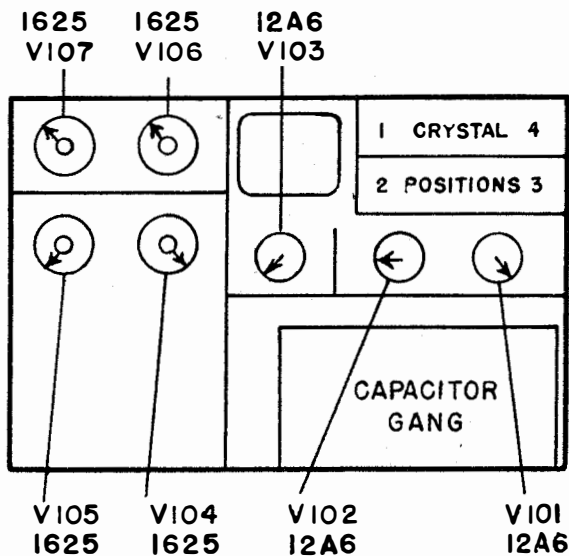 1625 1625 12A6
V107 V106 V103
1 CRYSTAL 4
2 POSITIONS 3
CAPACITOR
GANG
V105 V104 V102 V101
1625 1625 12A6 12A6